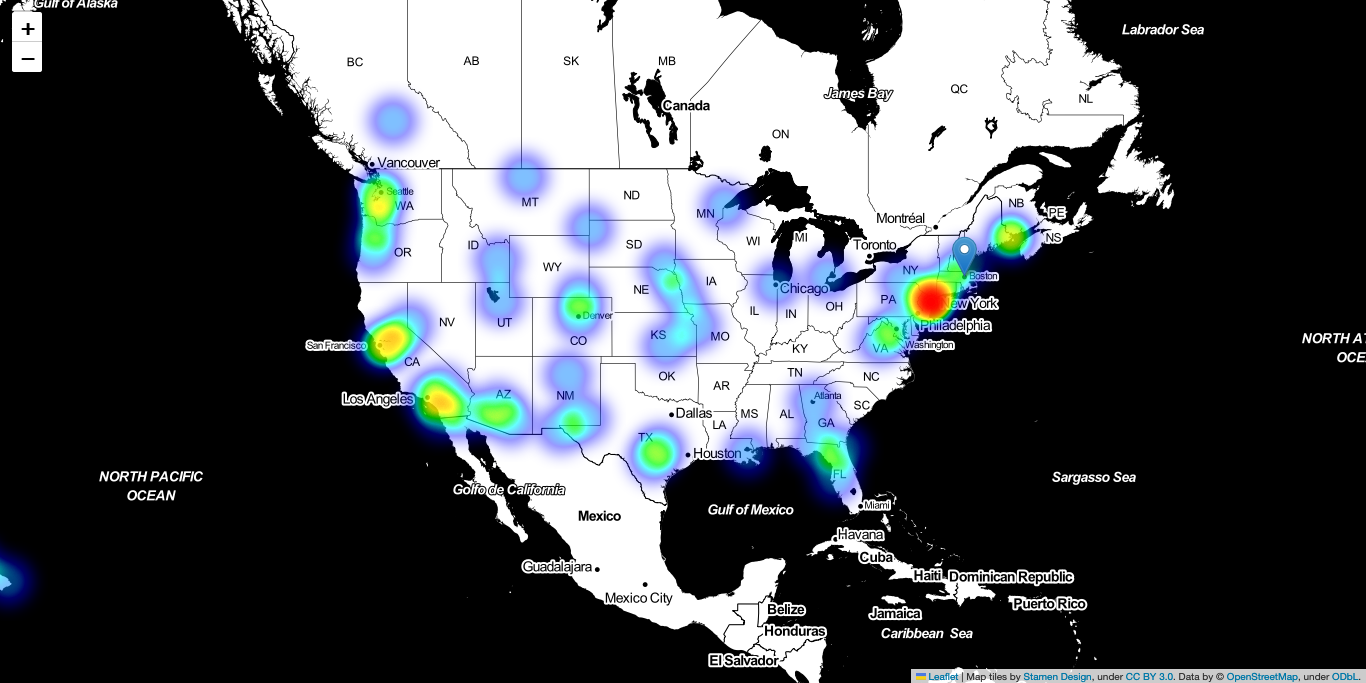 Gulf of Alaska
Labrador Sea
+
−
BC
AB
SK
MB
James Bay
QC
NL
Canada
ON
Vancouver
Seattle
WA
MT
ND
MN
NB
PE
Montréal
NS
OR
ID
SD
WI
MI
Toronto
WY
NY
Boston
NE
IA
Chicago
PA
New York
NV
UT
Denver
IL
IN
OH
Philadelphia
CO
KS
MO
VA
Washington
San Francisco
CA
KY
NORTH AT
OCE
OK
TN
NC
AR
AZ
NM
Atlanta
Los Angeles
Dallas
MS
AL
SC
LA
GA
TX
Houston
FL
NORTH PACIFIC
OCEAN
Sargasso Sea
Golfo de California
Miami
Mexico
Gulf of Mexico
Havana
Cuba
Guadalajara
Haiti
Dominican Republic
Mexico City
Belize
Jamaica
Puerto Rico
Honduras
Caribbean Sea
El Salvador
Leaflet | Map tiles by Stamen Design, under CC BY 3.0. Data by © OpenStreetMap, under ODbL.